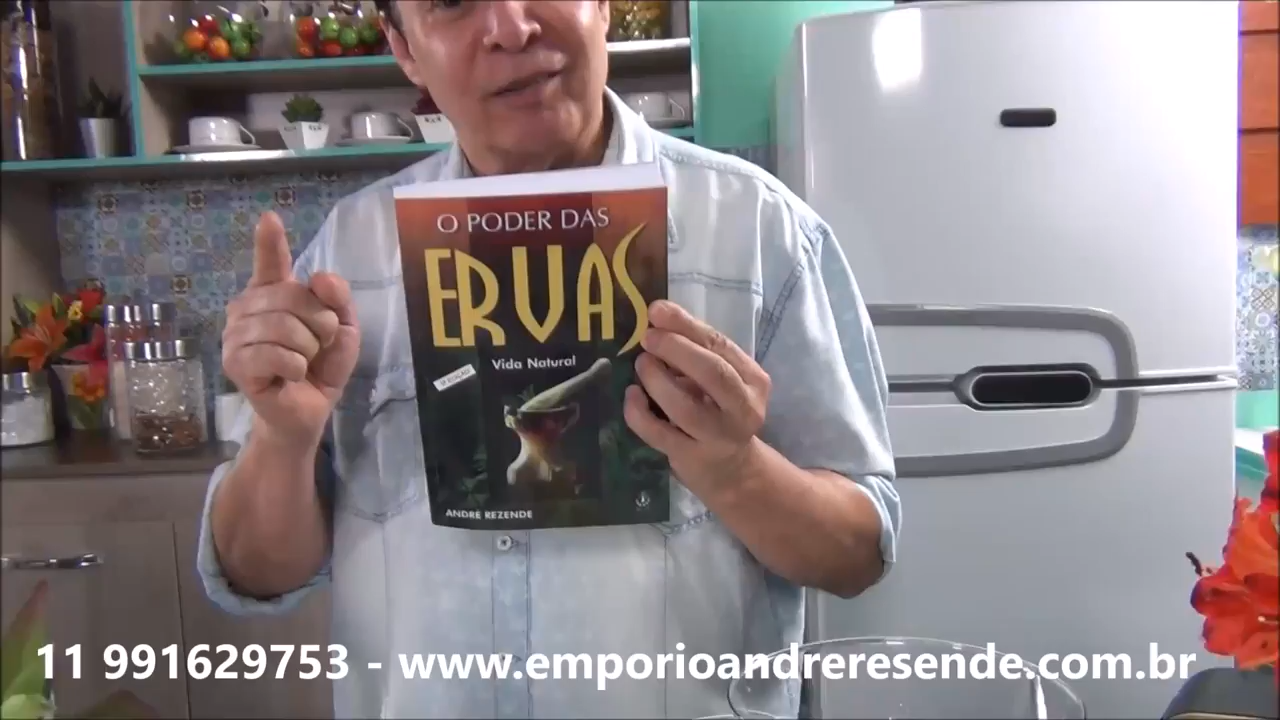 O PODER DAS
ERVAS
Vida Natural
ANDRÉ REZENDE
11 991629753 - www.emporioandreresende.com.br